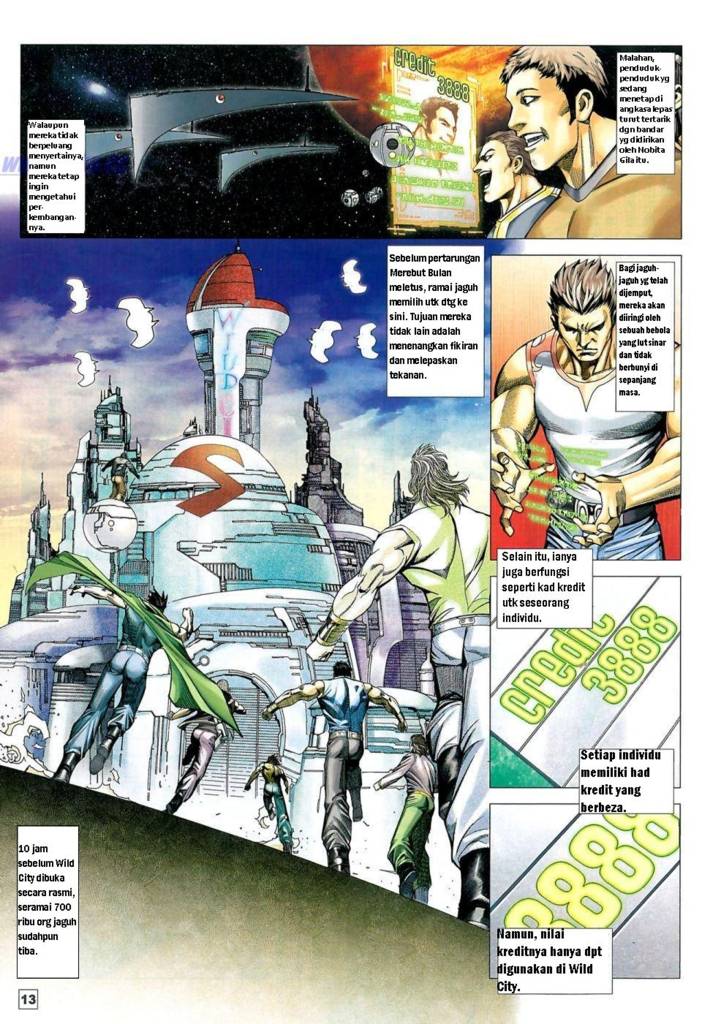 Walaupun
mereka tidak
berpeluang
menyertainya,
namun
mereka tetap
ingin
mengetahui
per-
kembangan-
nya.
credit
3888
Malahan,
penduduk-
penduduk yg
sedang
menetap di
angkasa lepas
turut tertarik
dgn bandar
yg didirikan
oleh Nobita
Gila itu.
Sebelum pertarungan
Merebut Bulan
meletus, ramai jaguh
memilih utk dtg ke
sini. Tujuan mereka
tidak lain adalah
menenangkan fikiran
dan melepaskan
tekanan.
WILD CI
S
Bagi jaguh-
jaguh yg telah
dijemput,
mereka akan
diiringi oleh
sebuah bebola
yang lut sinar
dan tidak
berbunyi di
sepanjang
masa.
Selain itu, ianya
juga berfungsi
seperti kad kredit
utk seseorang
individu.
credit
3888
Setiap individu
memiliki had
kredit yang
berbeza.
888
Namun, nilai
kreditnya hanya dpt
digunakan di Wild
City.
10 jam
sebelum Wild
City dibuka
secara rasmi,
seramai 700
ribu org jaguh
sudahpun
tiba.
13